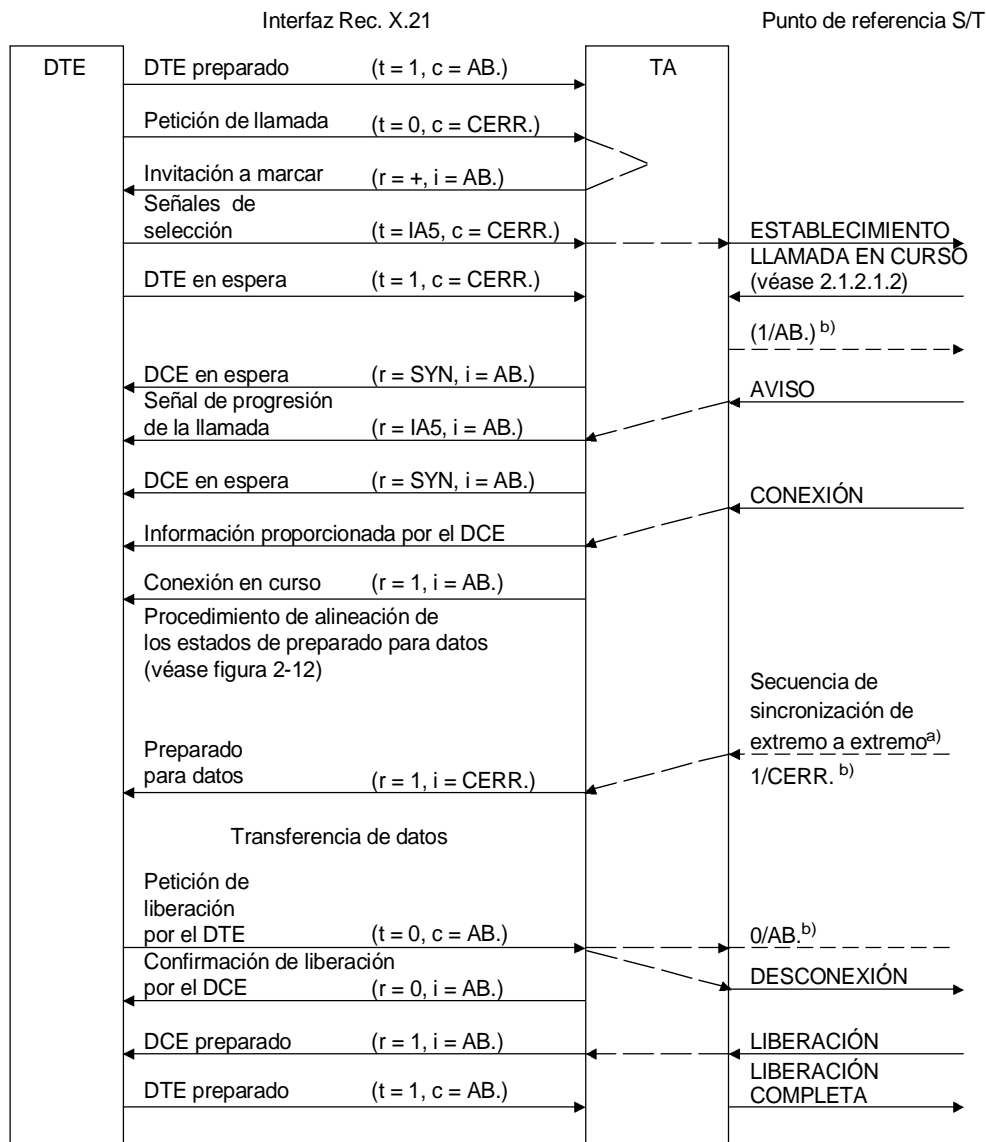 Interfaz Rec. X.21
Punto de referencia S/T
DTE
DTE preparado (t = 1, c = AB.)
TA
Petición de llamada (t = 0, c = CERR.)
Invitación a marcar (r = +, i = AB.)
Señales de
selección (t = IA5, c = CERR.)
ESTABLECIMIENTO
LLAMADA EN CURSO
DTE en espera (t = 1, c = CERR.)
(véase 2.1.2.1.2)
(1/AB.) b)
DCE en espera (r = SYN, i = AB.)
AVISO
Señal de progresión
de la llamada (r = IA5, i = AB.)
DCE en espera (r = SYN, i = AB.)
CONEXIÓN
Información proporcionada por el DCE
Conexión en curso (r = 1, i = AB.)
Procedimiento de alineación de
los estados de preparado para datos
(véase figura 2-12)
Secuencia de
sincronización de
extremo a extremo a)
Preparado
para datos (r = 1, i = CERR.)
1/CERR. b)
Transferencia de datos
Petición de
liberación
por el DTE (t = 0, c = AB.)
0/AB. b)
Confirmación de liberación
por el DCE (r = 0, i = AB.)
DESCONEXIÓN
DCE preparado (r = 1, i = AB.)
LIBERACIÓN
DTE preparado (t = 1, c = AB.)
LIBERACIÓN
COMPLETA